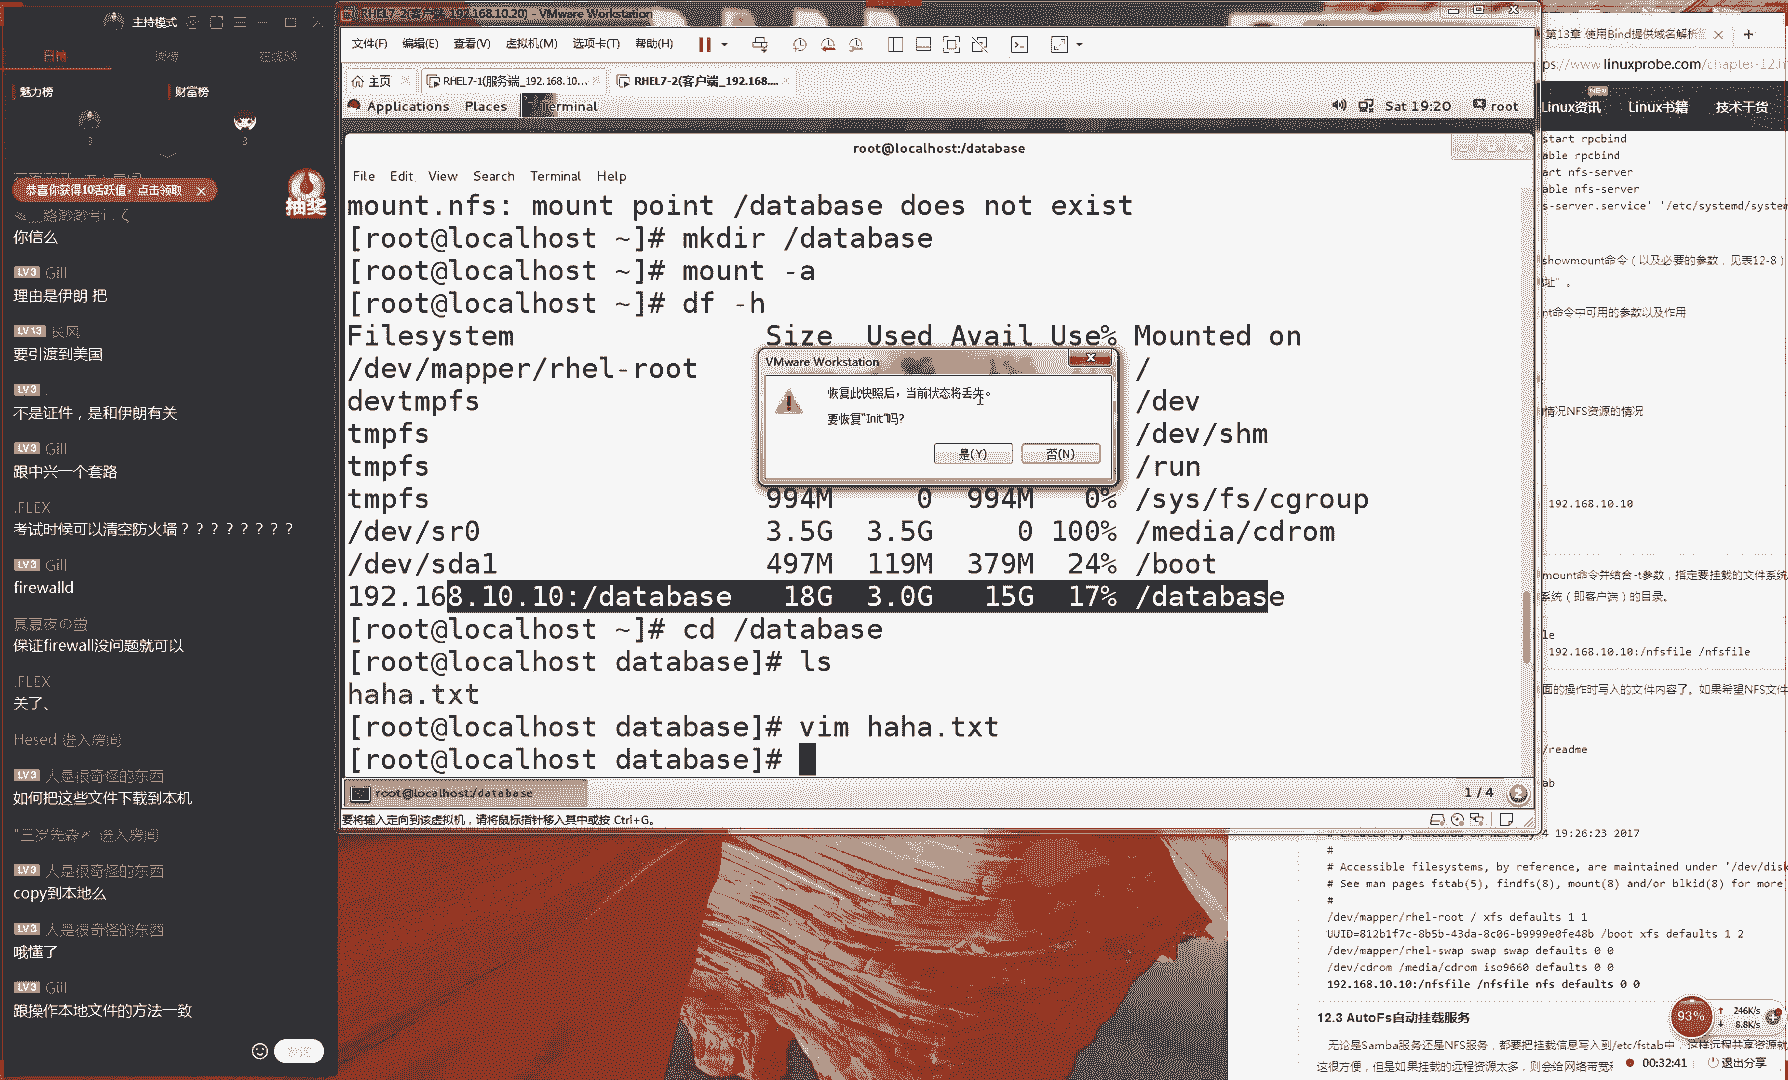 主持模式
魅力榜
财富榜
恭喜你获得10活跃值，点击领取
抽奖
你信么
LV3 Gill
理由是伊朗 把
LV13 长风
要引渡到美国
LV3 .
不是证件，是和伊朗有关
LV3 Gill
跟中兴一个套路
.FLEX
考试时候可以清空防火墙？？？？？？？？
LV3 Gill
firewalld
真夏夜の萤
保证firewall没问题就可以
.FLEX
关了、
Hesed 进入房间
LV3 人是很奇怪的东西
如何把这些文件下载到本机
进入房间
LV3 人是很奇怪的东西
copy到本地么
LV3 人是很奇怪的东西
哦懂了
LV3 Gill
跟操作本地文件的方法一致
RHEL7-2(客户端_192.168.10.20) - VMware Workstation
文件(F) 编辑(E) 查看(V) 虚拟机(M) 选项卡(T) 帮助(H)
主页 RHEL7-1(服务端_192.168.10... RHEL7-2(客户端_192.168....
Applications Places Terminal Sat 19:20 root
root@localhost:/database
File Edit View Search Terminal Help
mount.nfs: mount point /database does not exist
[root@localhost ~]# mkdir /database
[root@localhost ~]# mount -a
[root@localhost ~]# df -h
Filesystem Size Used Avail Use% Mounted on
/dev/mapper/rhel-root /
devtmpfs /dev
tmpfs /dev/shm
tmpfs /run
tmpfs 994M 0 994M 0% /sys/fs/cgroup
/dev/sr0 3.5G 3.5G 0 100% /media/cdrom
/dev/sda1 497M 119M 379M 24% /boot
192.168.10.10:/database 18G 3.0G 15G 17% /database
[root@localhost ~]# cd /database
[root@localhost database]# ls
haha.txt
[root@localhost database]# vim haha.txt
[root@localhost database]#
VMware Workstation
恢复此快照后，当前状态将丢失。
要恢复"Init"吗?
是(Y) 否(N)
root@localhost:/database 1 / 4 2
要将输入定向到该虚拟机，请将鼠标指针移入其中或按 Ctrl+G。
第13章 使用Bind提供域名解析
ps://www.linuxprobe.com/chapter-12.
NEW
Linux资讯 Linux书籍 技术干货
start rpcbind
able rpcbind
art nfs-server
able nfs-server
s-server.service' '/etc/systemd/system
showmount命令（以及必要的参数，见表12-8）
址"。
nt命令中可用的参数以及作用
情况NFS资源的情况
192.168.10.10
mount命令并结合-t参数，指定要挂载的文件系统
系统（即客户端）的目录。
le
192.168.10.10:/nfsfile /nfsfile
面的操作时写入的文件内容了。如果希望NFS文件
/readme
ab
4 19:26:23 2017
#
# Accessible filesystems, by reference, are maintained under '/dev/disk
# See man pages fstab(5), findfs(8), mount(8) and/or blkid(8) for more
#
/dev/mapper/rhel-root / xfs defaults 1 1
UUID=812b1f7c-8b5b-43da-8c06-b9999e0fe48b /boot xfs defaults 1 2
/dev/mapper/rhel-swap swap swap defaults 0 0
/dev/cdrom /media/cdrom iso9660 defaults 0 0
192.168.10.10:/nfsfile /nfsfile nfs defaults 0 0
93% 246K/s
8.8K/s
12.3 AutoFs自动挂载服务
无论是Samba服务还是NFS服务，都要把挂载信息写入到/etc/fstab中，这样远程共享资源就
这很方便，但是如果挂载的远程资源太多，则会给网络带宽
00:32:41 退出分享